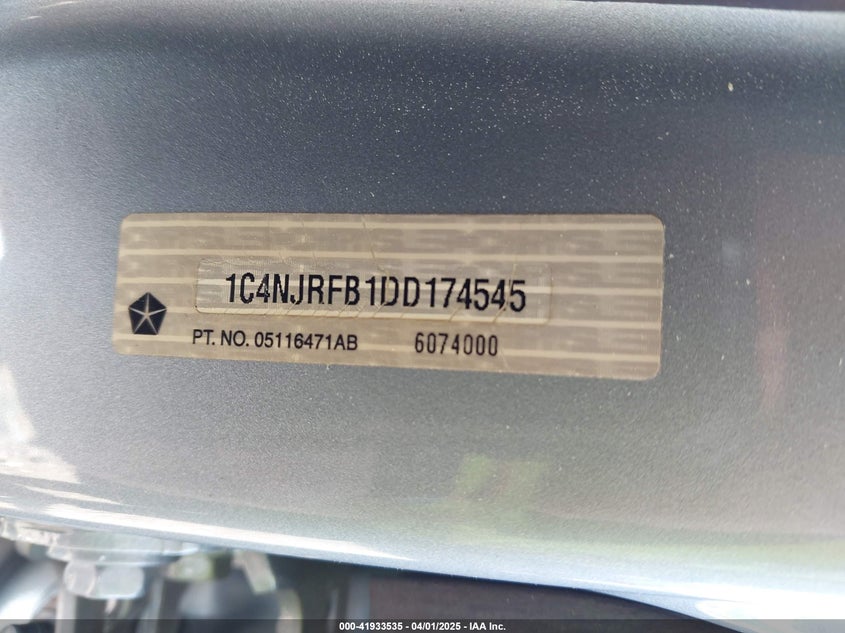 1C4NJRFB1DD174545
PT. NO. 05116471AB 6074000
000-41933535 - 04/01/2025 - IAA Inc.